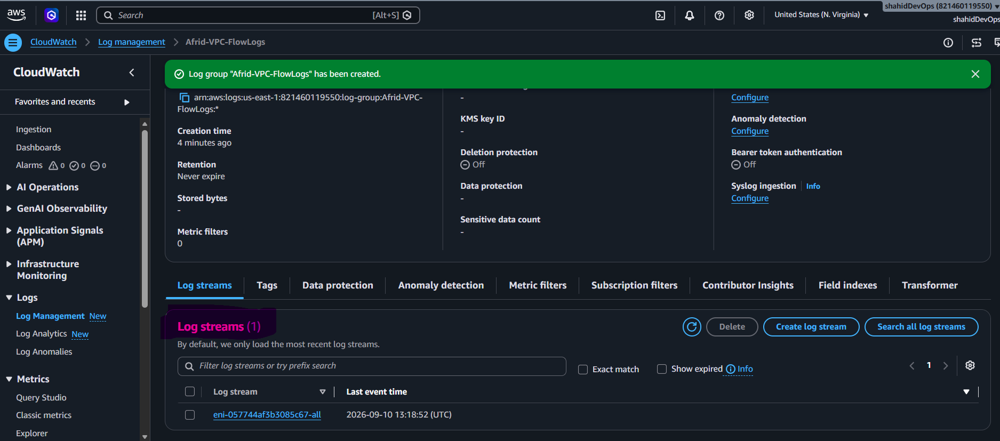 aws
Search [Alt+S]
United States (N. Virginia)
shahidDevOps (821460119550)
shahidDevOps
CloudWatch
Log management
Afrid-VPC-FlowLogs
CloudWatch
Favorites and recents
Ingestion
Dashboards
Alarms 0 0 0
AI Operations
GenAI Observability
Application Signals
(APM)
Infrastructure
Monitoring
Logs
Log Management New
Log Analytics New
Log Anomalies
Metrics
Query Studio
Classic metrics
Explorer
Log group "Afrid-VPC-FlowLogs" has been created.
arn:aws:logs:us-east-1:821460119550:log-group:Afrid-VPC-
FlowLogs:*
Creation time
4 minutes ago
Retention
Never expire
Stored bytes
-
Metric filters
0
-
KMS key ID
-
Deletion protection
Off
Data protection
-
Sensitive data count
-
Configure
Anomaly detection
Configure
Bearer token authentication
Off
Syslog ingestion Info
Configure
Log streams Tags Data protection Anomaly detection Metric filters Subscription filters Contributor Insights Field indexes Transformer
Log streams (1)
Delete Create log stream Search all log streams
By default, we only load the most recent log streams.
Filter log streams or try prefix search Exact match Show expired Info 1
Log stream Last event time
eni-057744af3b3085c67-all 2026-09-10 13:18:52 (UTC)